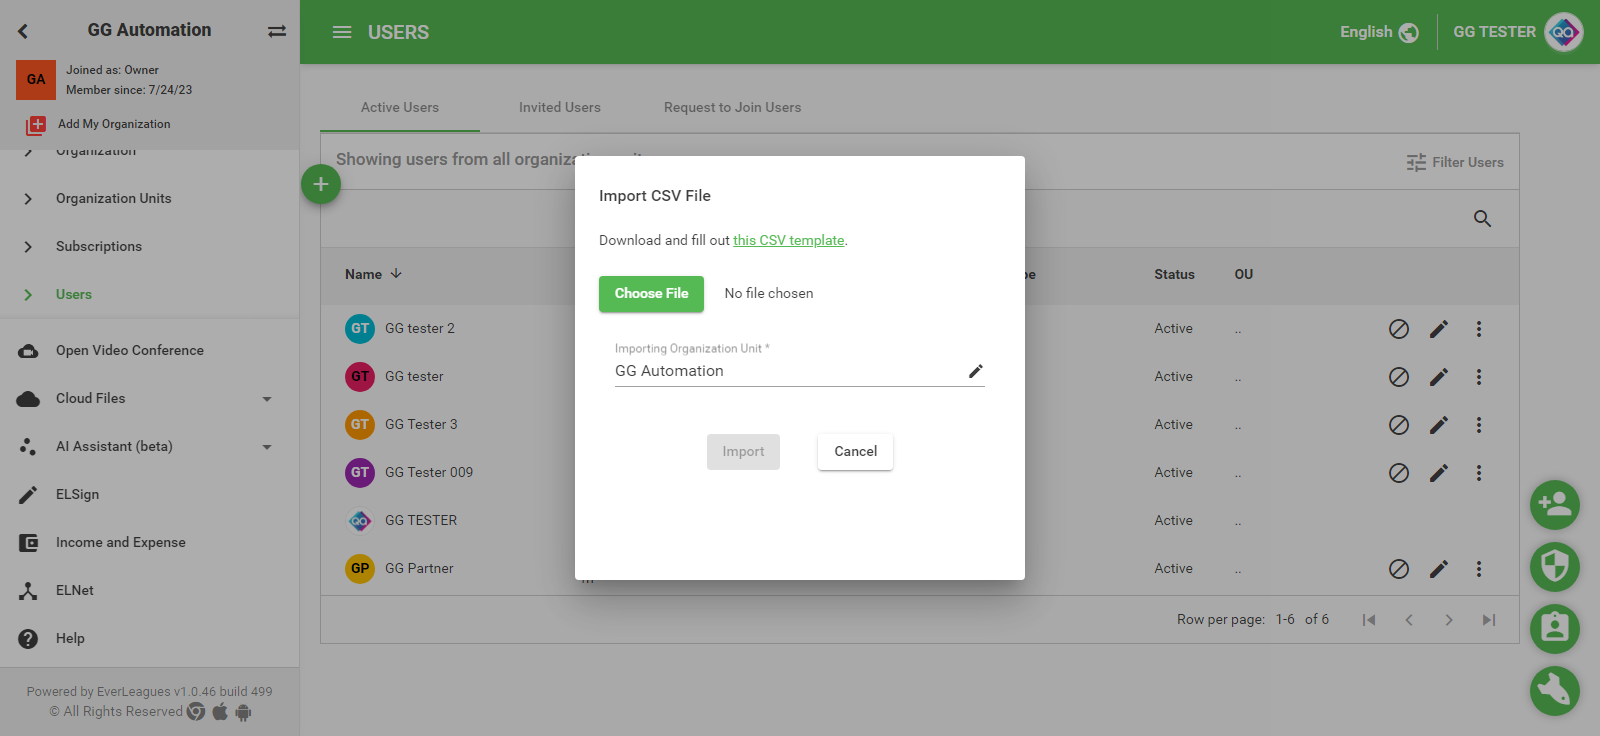 GG Automation
GA
Joined as: Owner
Member since: 7/24/23
Add My Organization
Organization
Organization Units
Subscriptions
Users
Open Video Conference
Cloud Files
AI Assistant (beta)
ELSign
Income and Expense
ELNet
Help
Powered by EverLeagues v1.0.46 build 499
© All Rights Reserved
USERS
English
GG TESTER
QA
Active Users
Invited Users
Request to Join Users
Showing users from all organization
Filter Users
Name
Status
OU
GT GG tester 2 Active ..
GT GG tester Active ..
GT GG Tester 3 Active ..
GT GG Tester 009 Active ..
QA GG TESTER Active ..
GP GG Partner Active ..
Row per page: 1-6 of 6
Import CSV File
Download and fill out this CSV template.
Choose File No file chosen
Importing Organization Unit *
GG Automation
Import Cancel